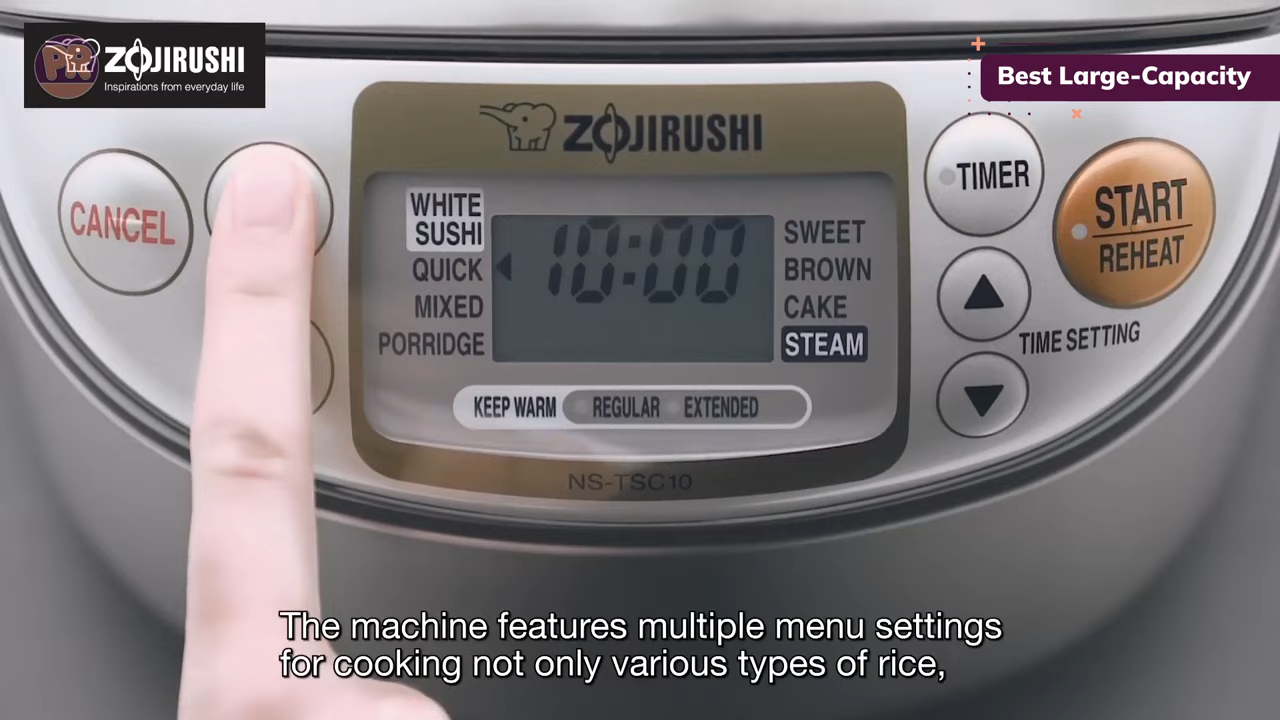 PR
ZOJIRUSHI
Inspirations from everyday life
Best Large-Capacity
ZOJIRUSHI
CANCEL
TIMER
START
REHEAT
WHITE
SUSHI
QUICK
MIXED
PORRIDGE
10:00
SWEET
BROWN
CAKE
STEAM
TIME SETTING
KEEP WARM REGULAR EXTENDED
NS-TSC10
The machine features multiple menu settings
for cooking not only various types of rice,